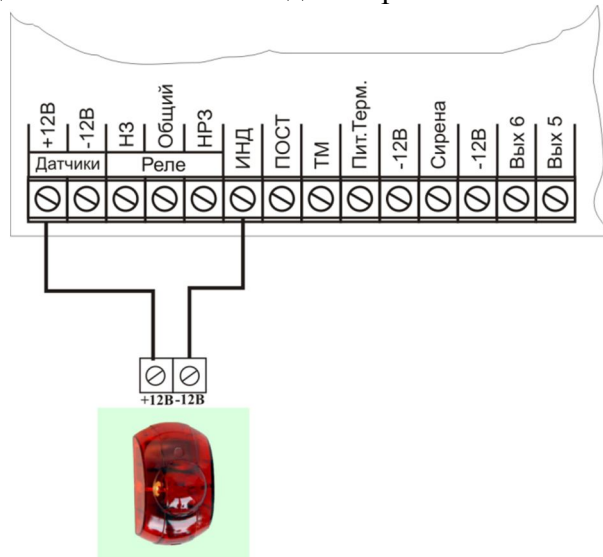 +12В -12В НЗ Общий НРЗ ИНД ПОСТ ТМ Пит.Терм. -12В Сирена -12В Вых 6 Вых 5
Датчики Реле
+12В -12В